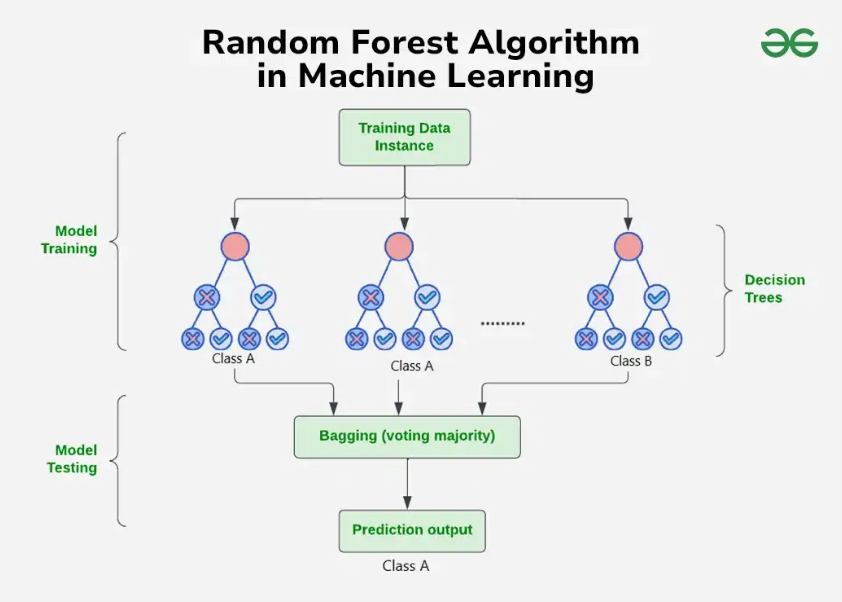 Random Forest Algorithm
in Machine Learning
Training Data
Instance
Model
Training
Decision
Trees
.........
Class A
Class A
Class B
Bagging (voting majority)
Model
Testing
Prediction output
Class A